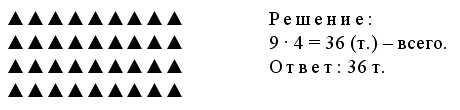 Решение:
9 · 4 = 36 (т.) – всего.
Ответ: 36 т.